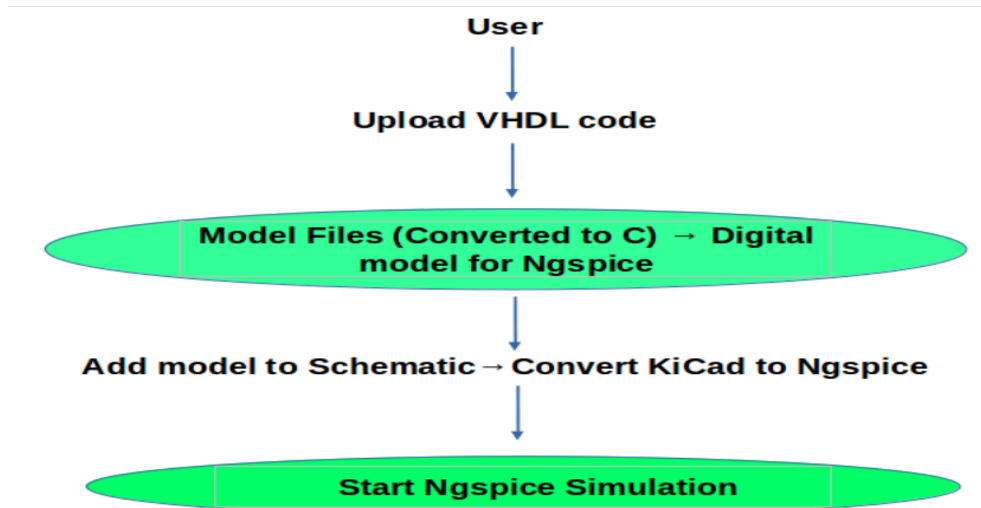 User
Upload VHDL code
Model Files (Converted to C) → Digital
model for Ngspice
Add model to Schematic→Convert KiCad to Ngspice
Start Ngspice Simulation